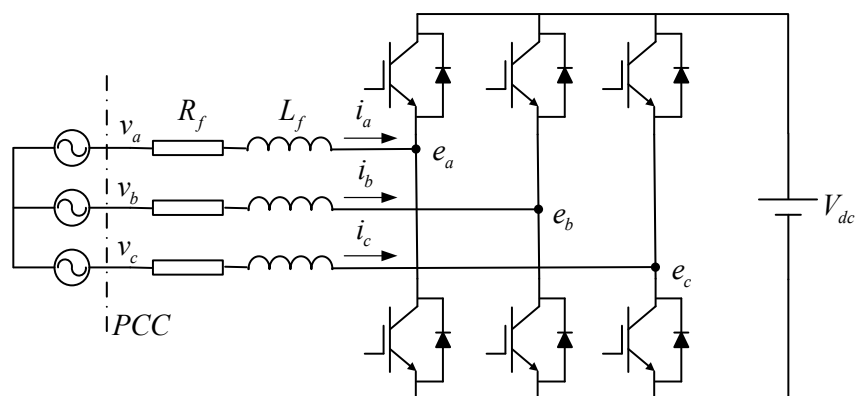 v_a R_f L_f i_a
e_a
v_b i_b
e_b
V_dc
v_c i_c
e_c
PCC